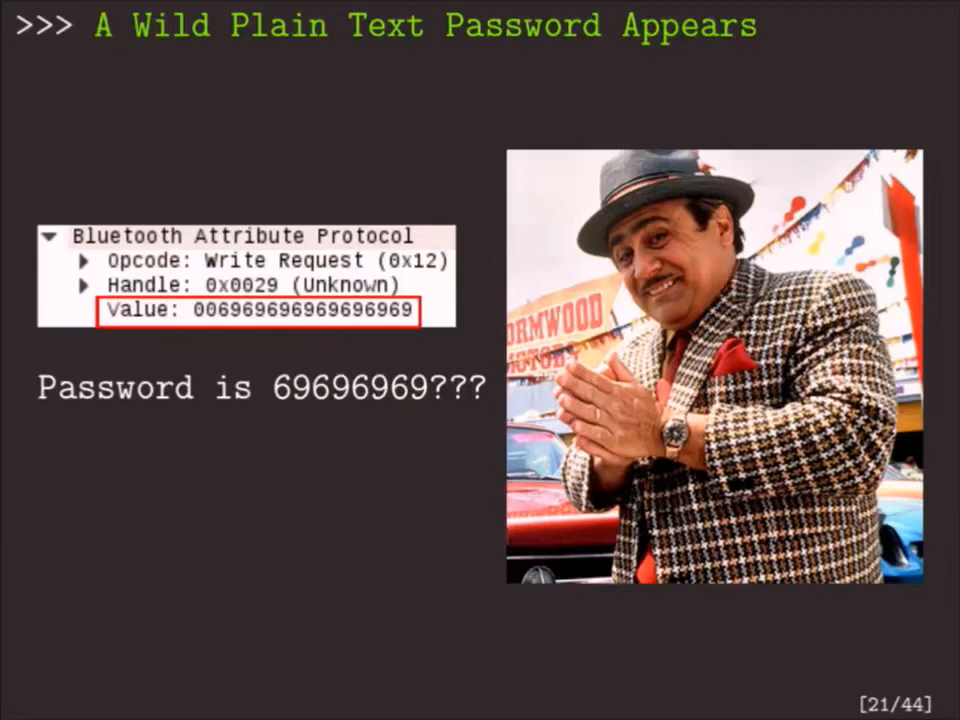 >>> A Wild Plain Text Password Appears
Bluetooth Attribute Protocol
Opcode: Write Request (0x12)
Handle: 0x0029 (Unknown)
Value: 006969696969696969
Password is 69696969???
ORMWOOD
MOTORS
[21/44]